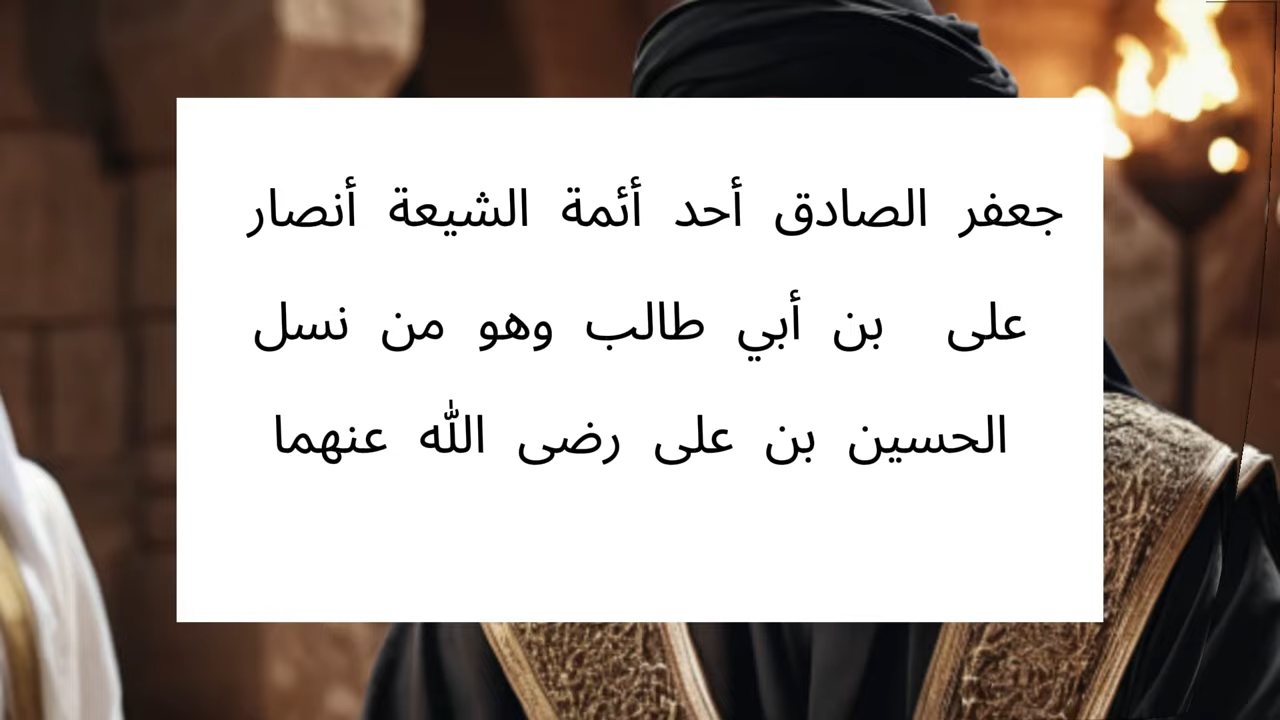 جعفر الصادق أحد أئمة الشيعة أنصار
على بن أبي طالب وهو من نسل
الحسين بن على رضى الله عنهما